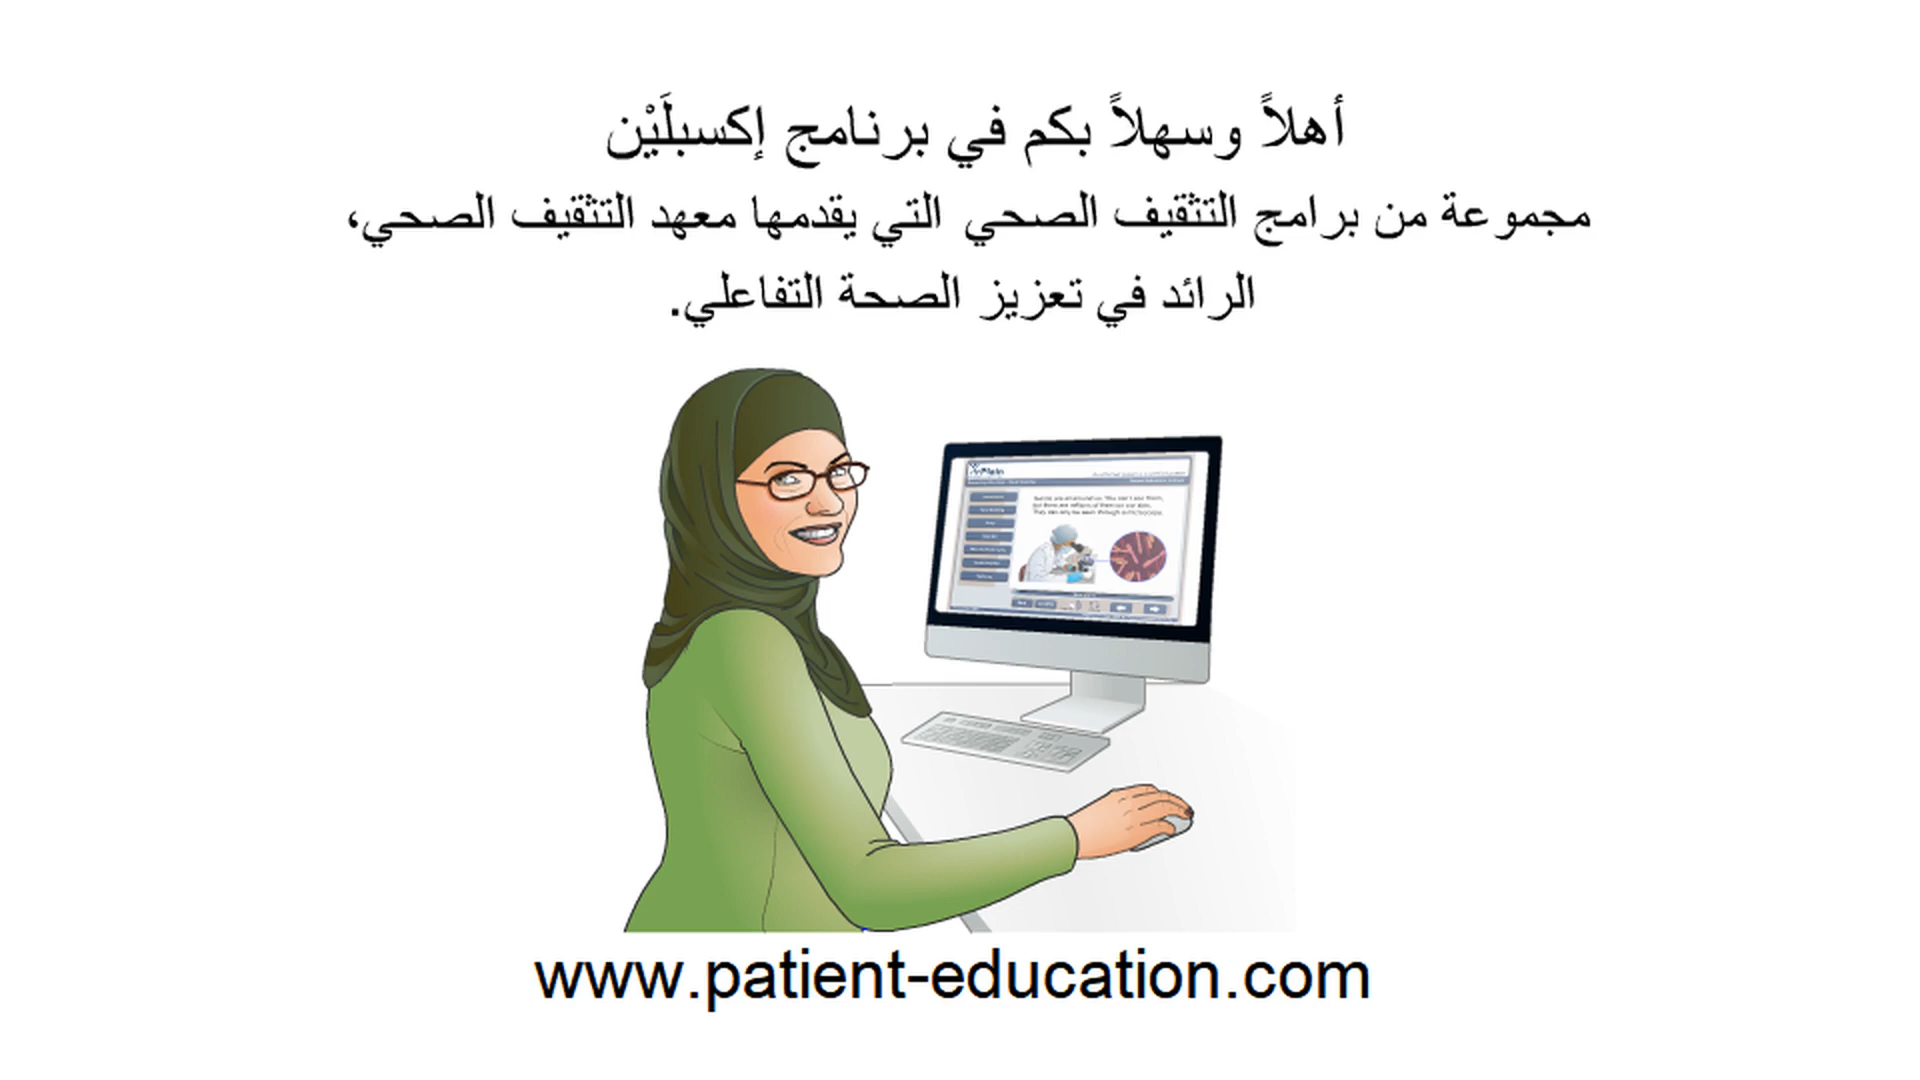 أهلاً وسهلاً بكم في برنامج إكسبلَيْن
مجموعة من برامج التثقيف الصحي التي يقدمها معهد التثقيف الصحي،
الرائد في تعزيز الصحة التفاعلي.
www.patient-education.com